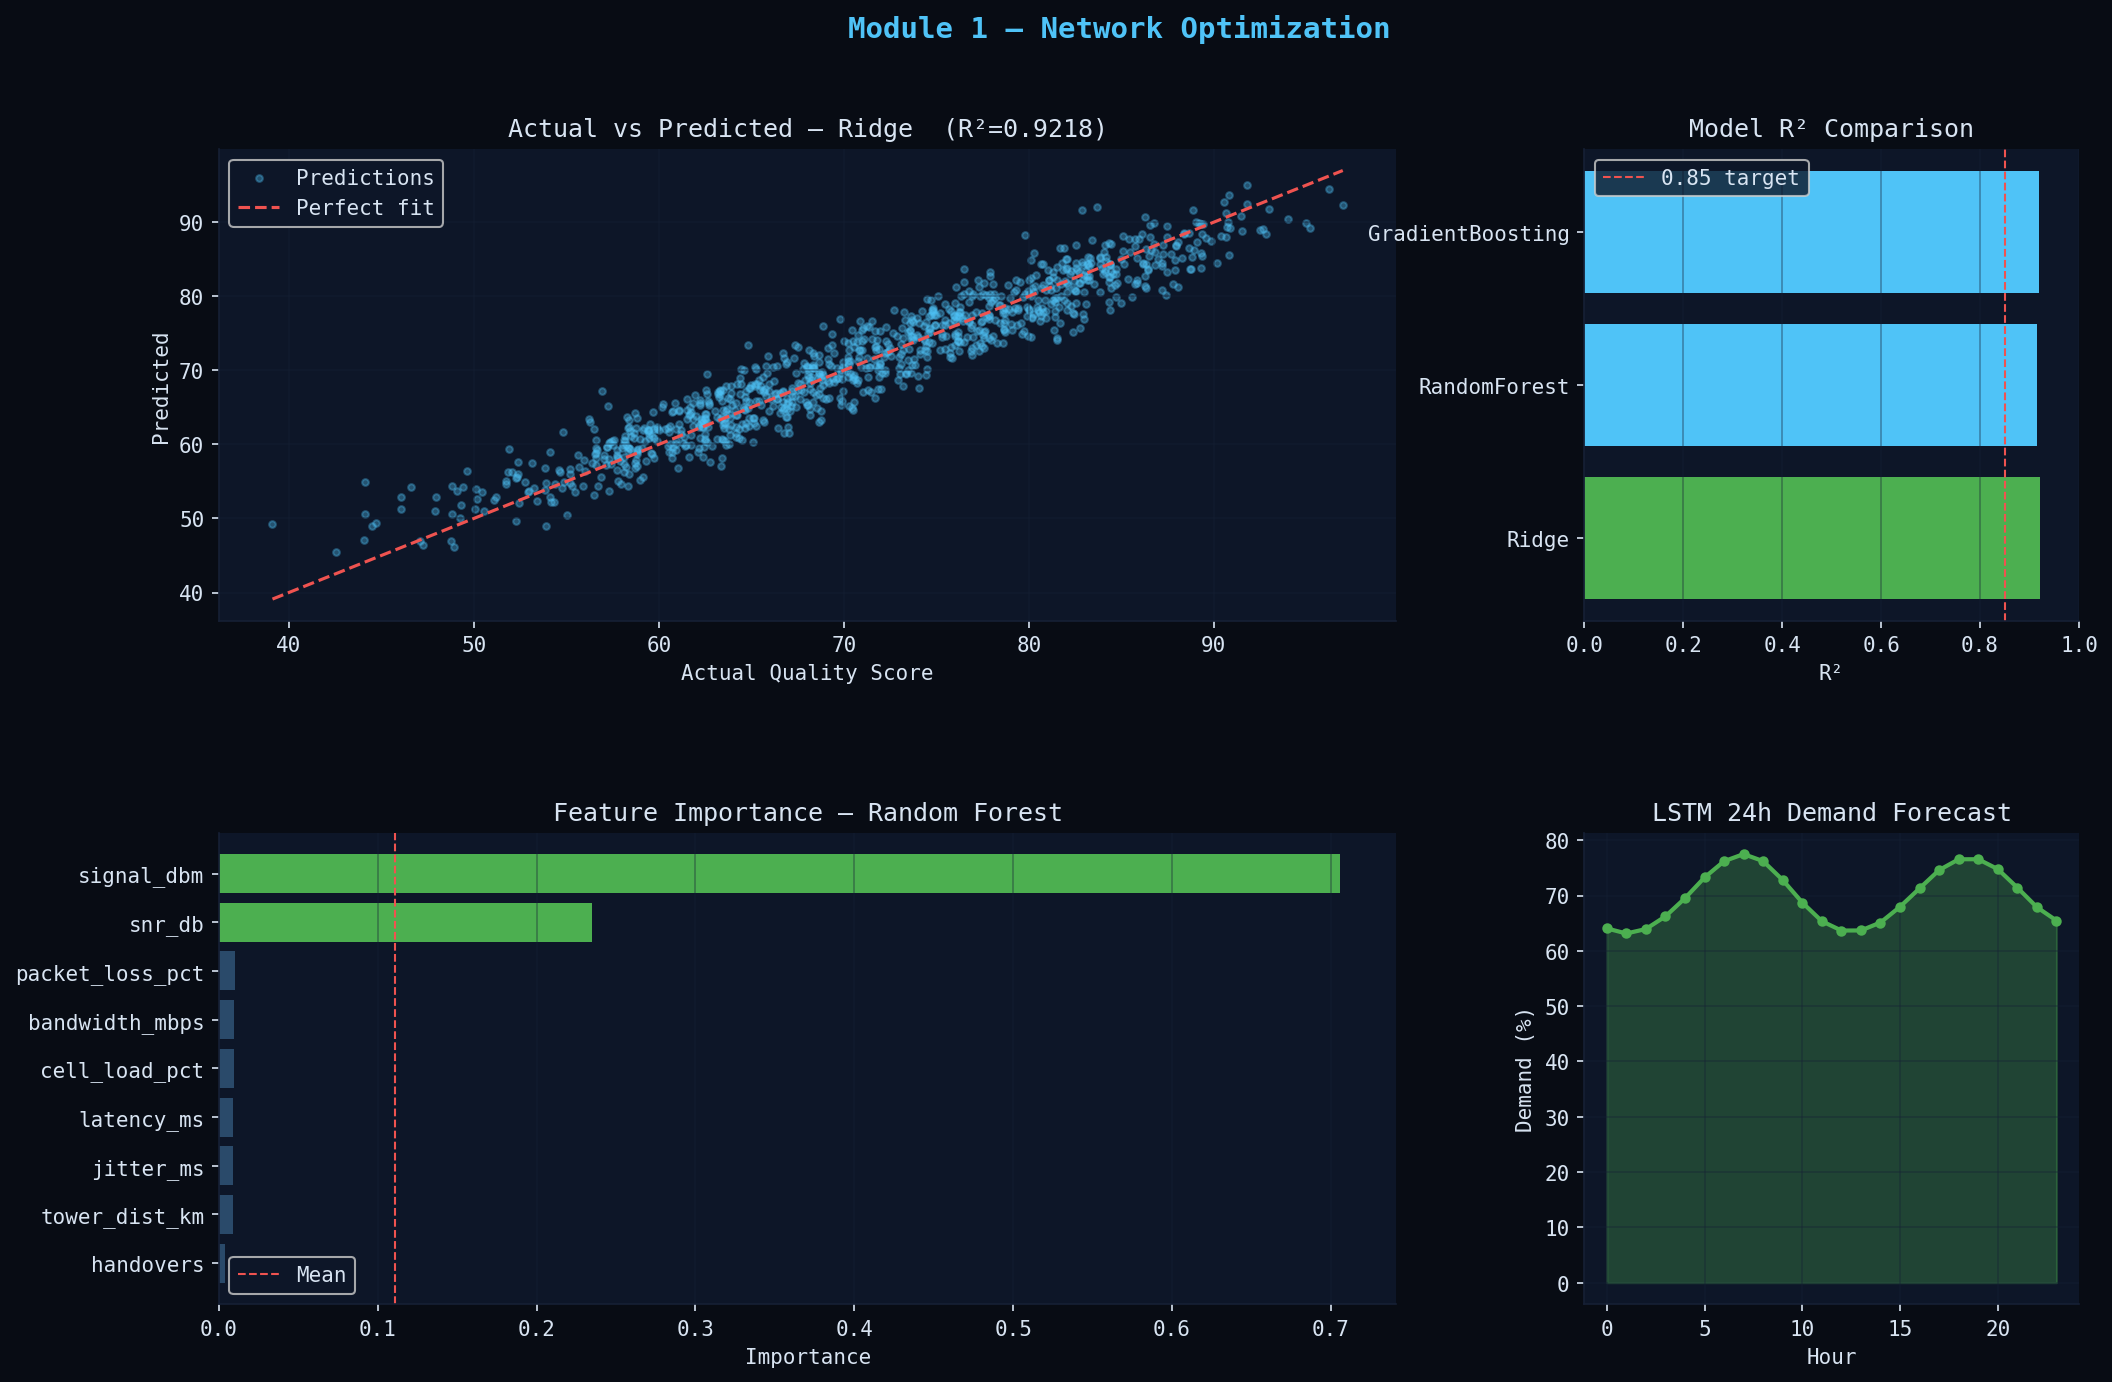 Module 1 — Network Optimization
Actual vs Predicted — Ridge  (R²=0.9218)
Predictions
Perfect fit
Predicted
90
80
70
60
50
40
40 50 60 70 80 90
Actual Quality Score
Model R² Comparison
0.85 target
GradientBoosting
RandomForest
Ridge
0.0 0.2 0.4 0.6 0.8 1.0
R²
Feature Importance — Random Forest
signal_dbm
snr_db
packet_loss_pct
bandwidth_mbps
cell_load_pct
latency_ms
jitter_ms
tower_dist_km
handovers
Mean
0.0 0.1 0.2 0.3 0.4 0.5 0.6 0.7
Importance
LSTM 24h Demand Forecast
Demand (%)
80
70
60
50
40
30
20
10
0
0 5 10 15 20
Hour